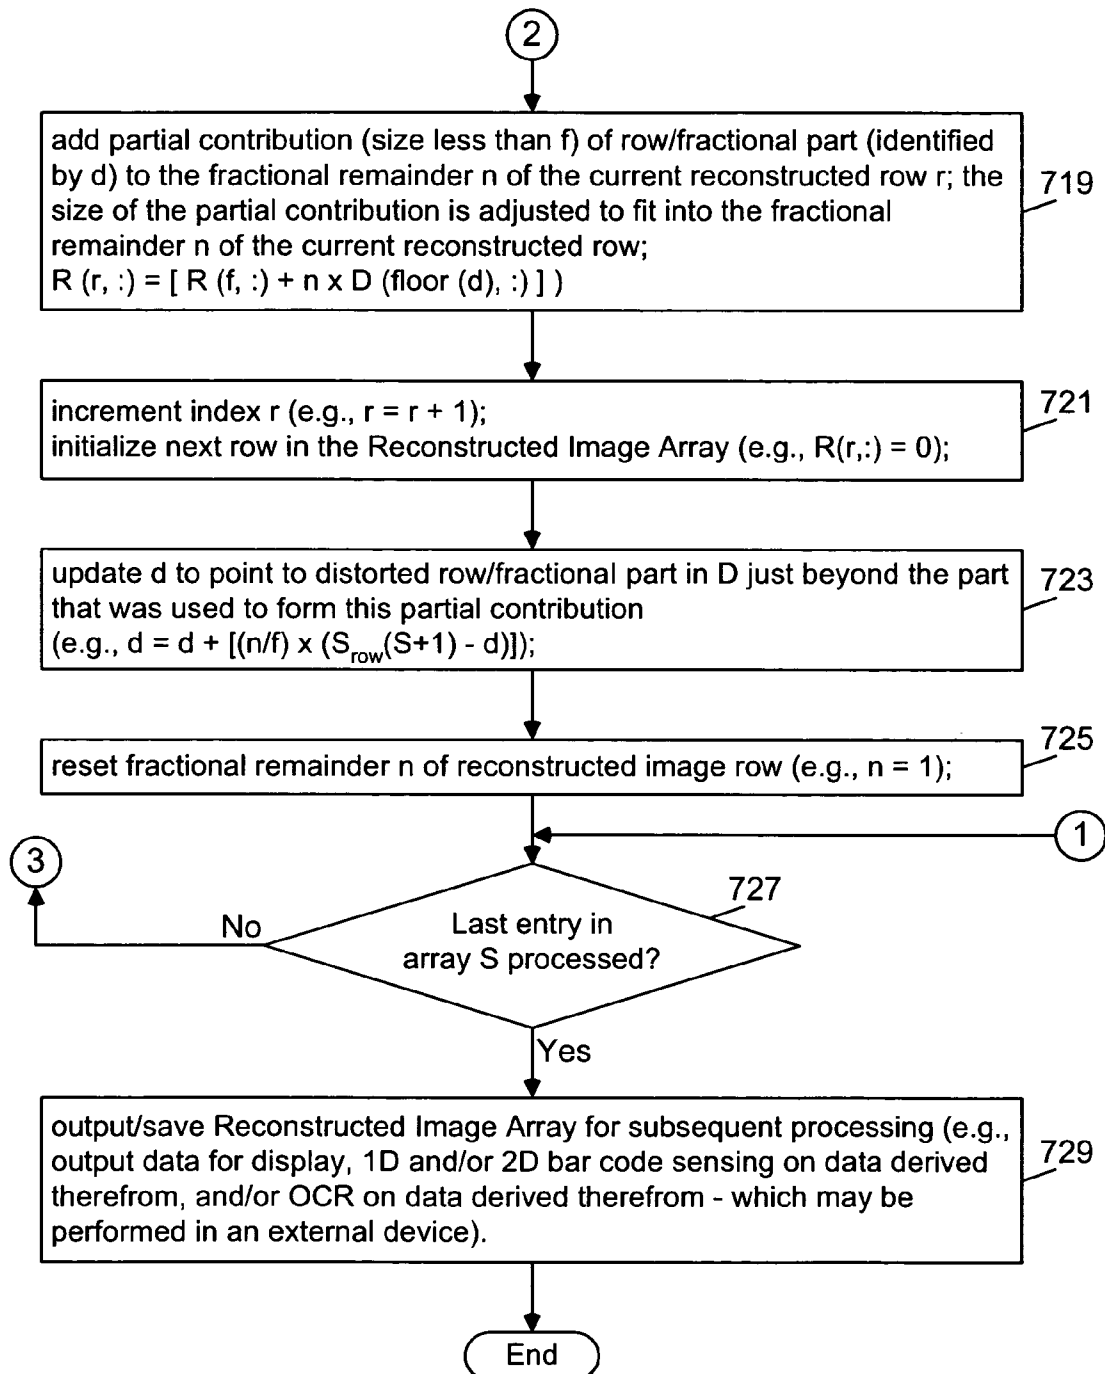 2
add partial contribution (size less than f) of row/fractional part (identified
by d) to the fractional remainder n of the current reconstructed row r; the
size of the partial contribution is adjusted to fit into the fractional
remainder n of the current reconstructed row;
R (r, :) = [ R (f, :) + n x D (floor (d), :) ] )
719
increment index r (e.g., r = r + 1);
initialize next row in the Reconstructed Image Array (e.g., R(r,:) = 0);
721
update d to point to distorted row/fractional part in D just beyond the part
that was used to form this partial contribution
(e.g., d = d + [(n/f) x (Srow(S+1) - d)]);
723
reset fractional remainder n of reconstructed image row (e.g., n = 1);
725
1
3
727
No
Last entry in
array S processed?
Yes
output/save Reconstructed Image Array for subsequent processing (e.g.,
output data for display, 1D and/or 2D bar code sensing on data derived
therefrom, and/or OCR on data derived therefrom - which may be
performed in an external device).
729
End